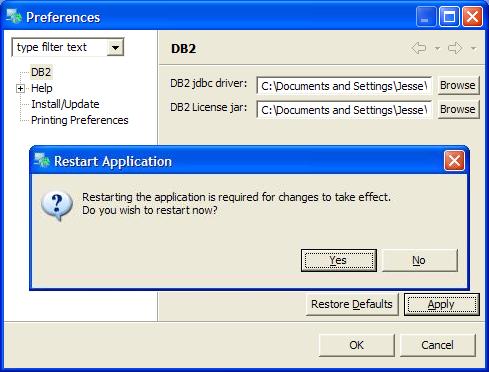 Preferences
type filter text
DB2
Help
Install/Update
Printing Preferences
DB2
DB2 jdbc driver: C:\Documents and Settings\Jesse\ Browse
DB2 License jar: C:\Documents and Settings\Jesse\ Browse
Restart Application
Restarting the application is required for changes to take effect.
Do you wish to restart now?
Yes No
Restore Defaults Apply
OK Cancel